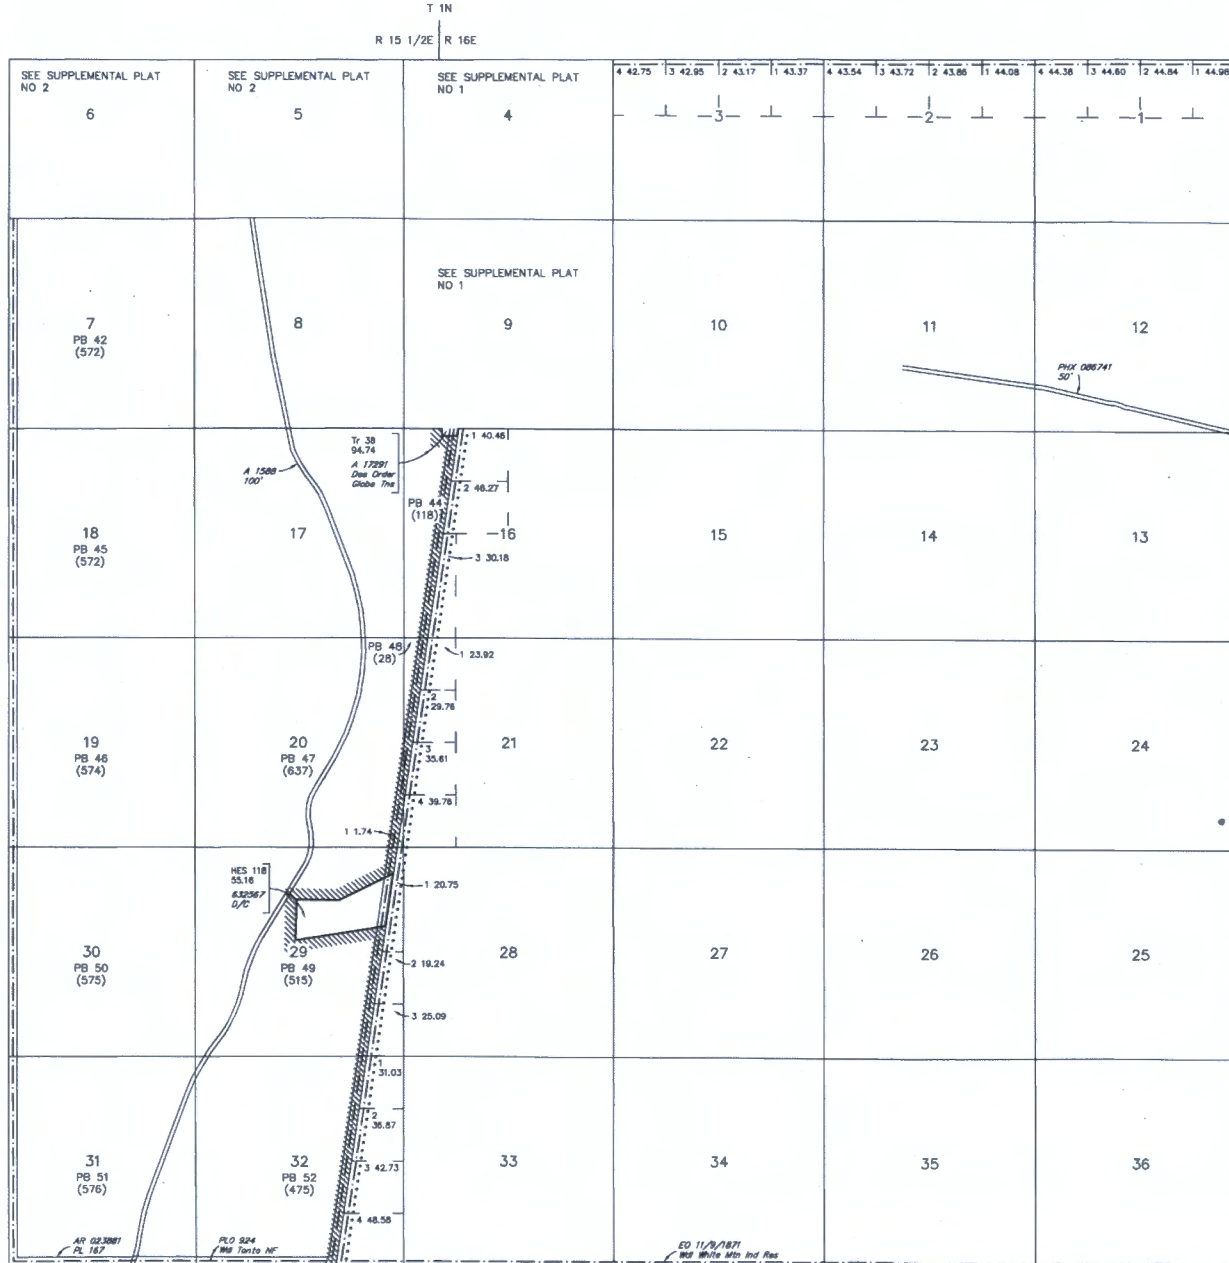 T 1N
R 15 1/2E R 16E
SEE SUPPLEMENTAL PLAT
NO 2
6
SEE SUPPLEMENTAL PLAT
NO 2
5
SEE SUPPLEMENTAL PLAT
NO 1
4
4 42.75 3 42.95 2 43.17 1 43.37 4 43.54 3 43.72 2 43.86 1 44.08 4 44.36 3 44.60 2 44.84 1 44.98
3
2
1
7
PB 42
(572)
8
SEE SUPPLEMENTAL PLAT
NO 1
9
10
11
12
PHX 086741
50'
18
PB 45
(572)
A 1588
100'
17
Tr 38
94.74
A 17291
Des Order
Globe Tns
PB 44
(118)
1 40.46
2 46.27
16
3 30.18
15
14
13
19
PB 46
(574)
20
PB 47
(637)
PB 48
(28)
1 23.92
2
29.76
3
35.61
4 39.76
1 1.74
21
22
23
24
HES 118
55.16
632567
D/C
30
PB 50
(575)
29
PB 49
(515)
1 20.75
2 19.24
3 25.09
28
27
26
25
31
PB 51
(576)
32
PB 52
(475)
1
31.03
2
36.87
3 42.73
4 48.58
33
34
35
36
AR 023881
PL 167
PLO 924
Wdl Tonto NF
EO 11/9/1871
Wdl White Mtn Ind Res